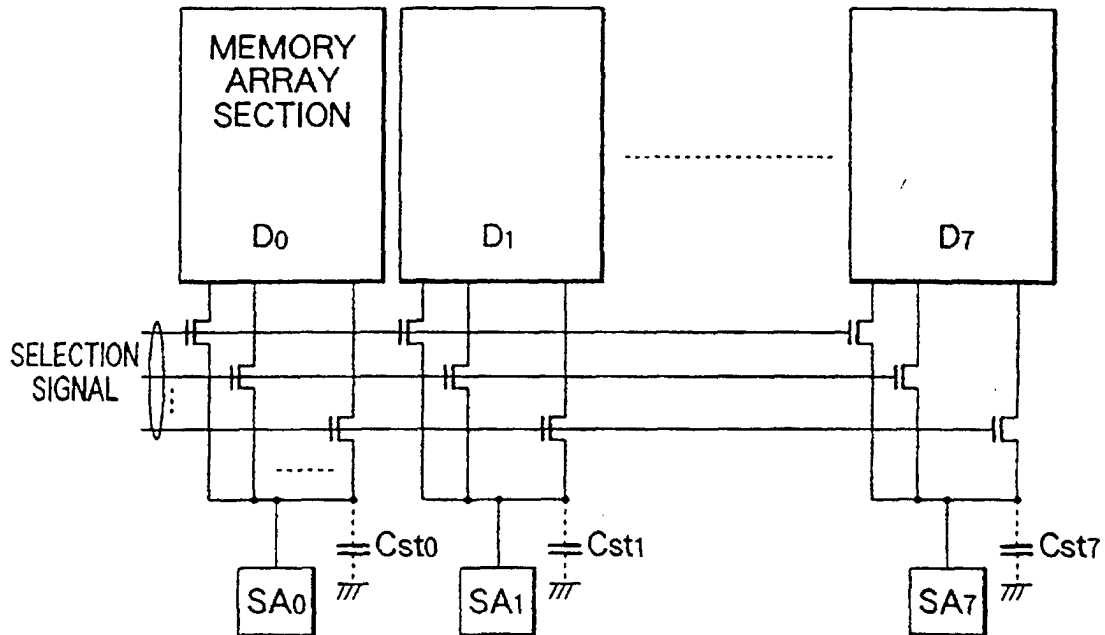 MEMORY
ARRAY
SECTION
D0
D1
D7
SELECTION
SIGNAL
Cst0
Cst1
Cst7
SA0
SA1
SA7